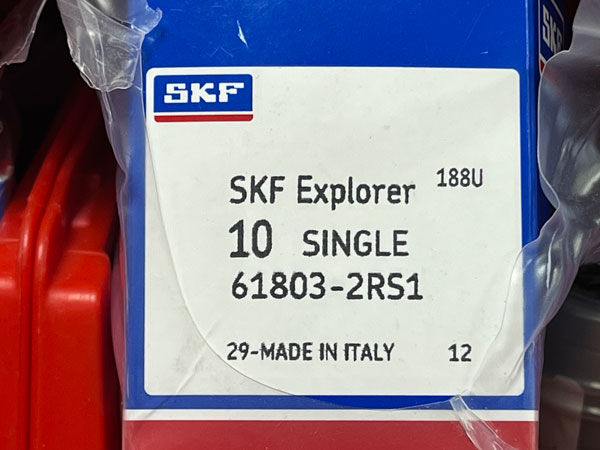 SKF
SKF Explorer 188U
10 SINGLE
61803-2RS1
29-MADE IN ITALY 12